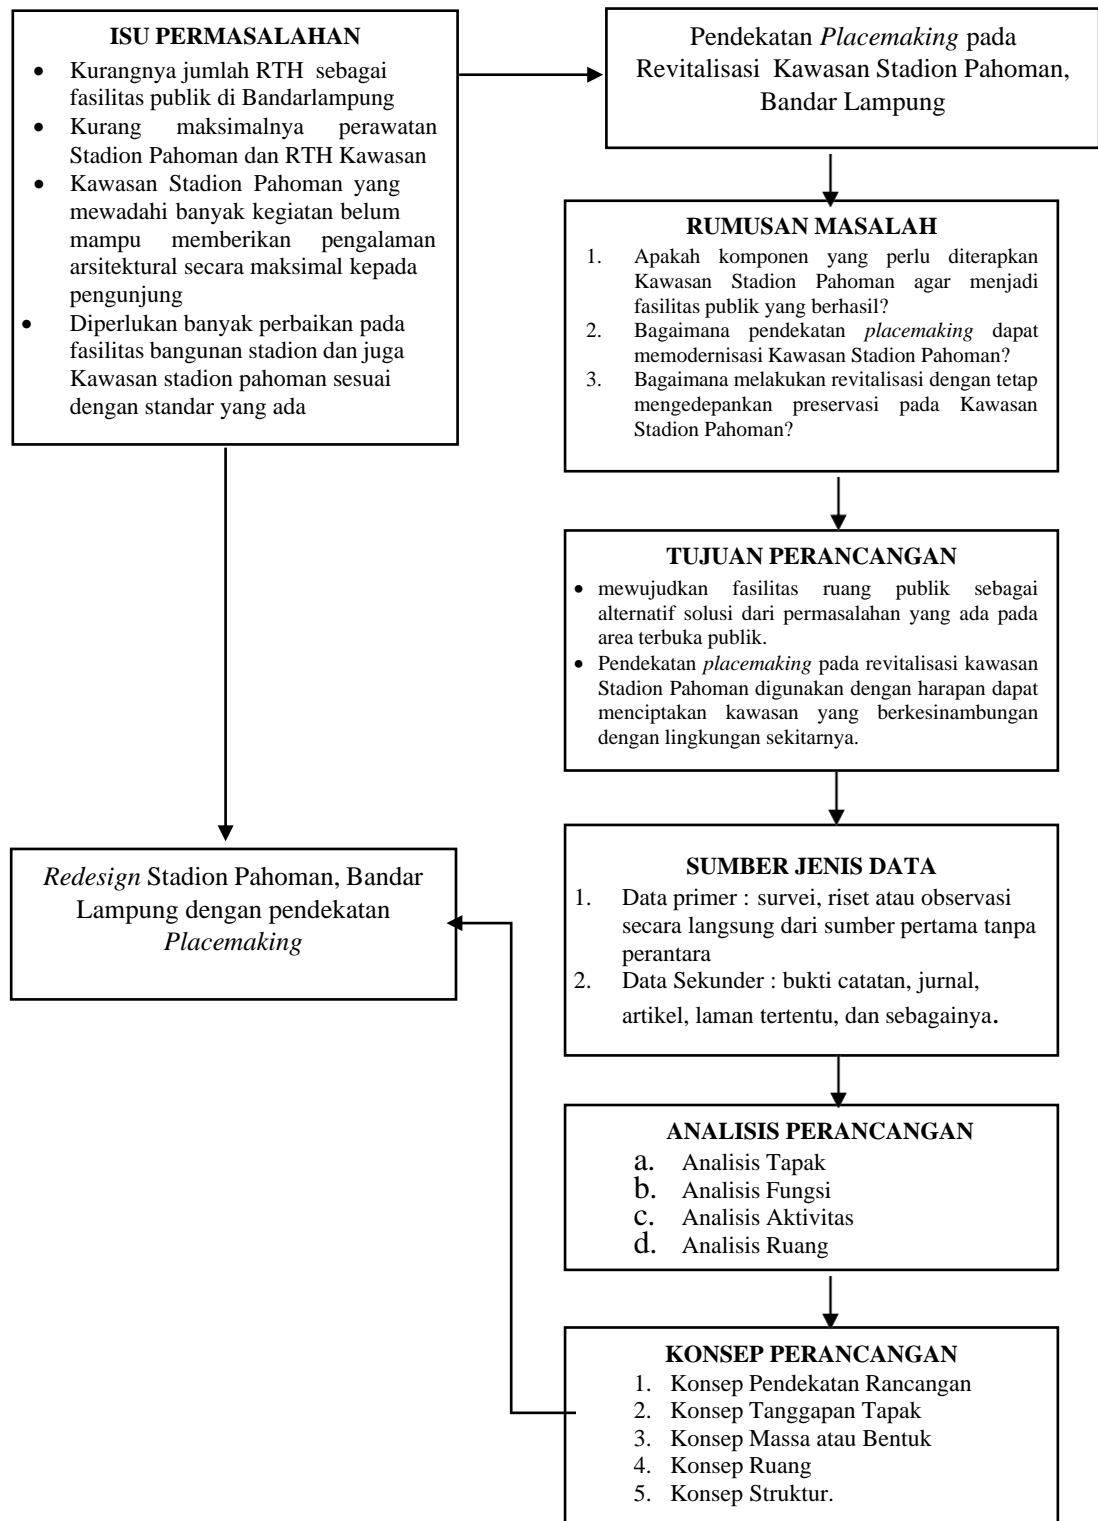 ISU PERMASALAHAN
• Kurangnya jumlah RTH sebagai
fasilitas publik di Bandarlampung
• Kurang maksimalnya perawatan
Stadion Pahoman dan RTH Kawasan
• Kawasan Stadion Pahoman yang
mewadahi banyak kegiatan belum
mampu memberikan pengalaman
arsitektural secara maksimal kepada
pengunjung
• Diperlukan banyak perbaikan pada
fasilitas bangunan stadion dan juga
Kawasan stadion pahoman sesuai
dengan standar yang ada
Pendekatan Placemaking pada
Revitalisasi Kawasan Stadion Pahoman,
Bandar Lampung
RUMUSAN MASALAH
1. Apakah komponen yang perlu diterapkan
Kawasan Stadion Pahoman agar menjadi
fasilitas publik yang berhasil?
2. Bagaimana pendekatan placemaking dapat
memodernisasi Kawasan Stadion Pahoman?
3. Bagaimana melakukan revitalisasi dengan tetap
mengedepankan preservasi pada Kawasan
Stadion Pahoman?
TUJUAN PERANCANGAN
• mewujudkan fasilitas ruang publik sebagai
alternatif solusi dari permasalahan yang ada pada
area terbuka publik.
• Pendekatan placemaking pada revitalisasi kawasan
Stadion Pahoman digunakan dengan harapan dapat
menciptakan kawasan yang berkesinambungan
dengan lingkungan sekitarnya.
SUMBER JENIS DATA
1. Data primer : survei, riset atau observasi
secara langsung dari sumber pertama tanpa
perantara
2. Data Sekunder : bukti catatan, jurnal,
artikel, laman tertentu, dan sebagainya.
ANALISIS PERANCANGAN
a. Analisis Tapak
b. Analisis Fungsi
c. Analisis Aktivitas
d. Analisis Ruang
KONSEP PERANCANGAN
1. Konsep Pendekatan Rancangan
2. Konsep Tanggapan Tapak
3. Konsep Massa atau Bentuk
4. Konsep Ruang
5. Konsep Struktur.
Redesign Stadion Pahoman, Bandar
Lampung dengan pendekatan
Placemaking